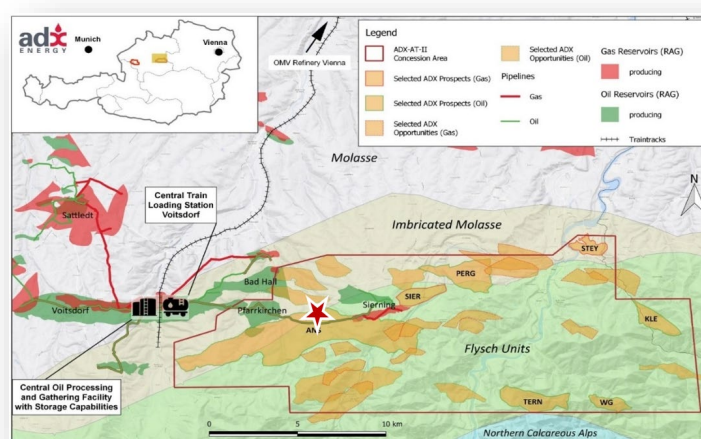 adx
ENERGY
Munich
Vienna
OMV Refinery Vienna
Legend
ADX-AT-II
Concession Area
Selected ADX Prospects (Gas)
Selected ADX Prospects (Oil)
Selected ADX
Opportunities (Gas)
Selected ADX
Opportunities (Oil)
Pipelines
Gas
Oil
Gas Reservoirs (RAG)
producing
Oil Reservoirs (RAG)
producing
Traintracks
N
Molasse
Central Train
Loading Station
Voitsdorf
Sattledt
Imbricated Molasse
STEY
PERG
Bad Hall
SIER
Sierning
Voitsdorf
Pfarrkirchen
KLE
Flysch Units
Central Oil Processing
and Gathering Facility
with Storage Capabilities
TERN
WG
0
5
10 km
Northern Calcareous Alps